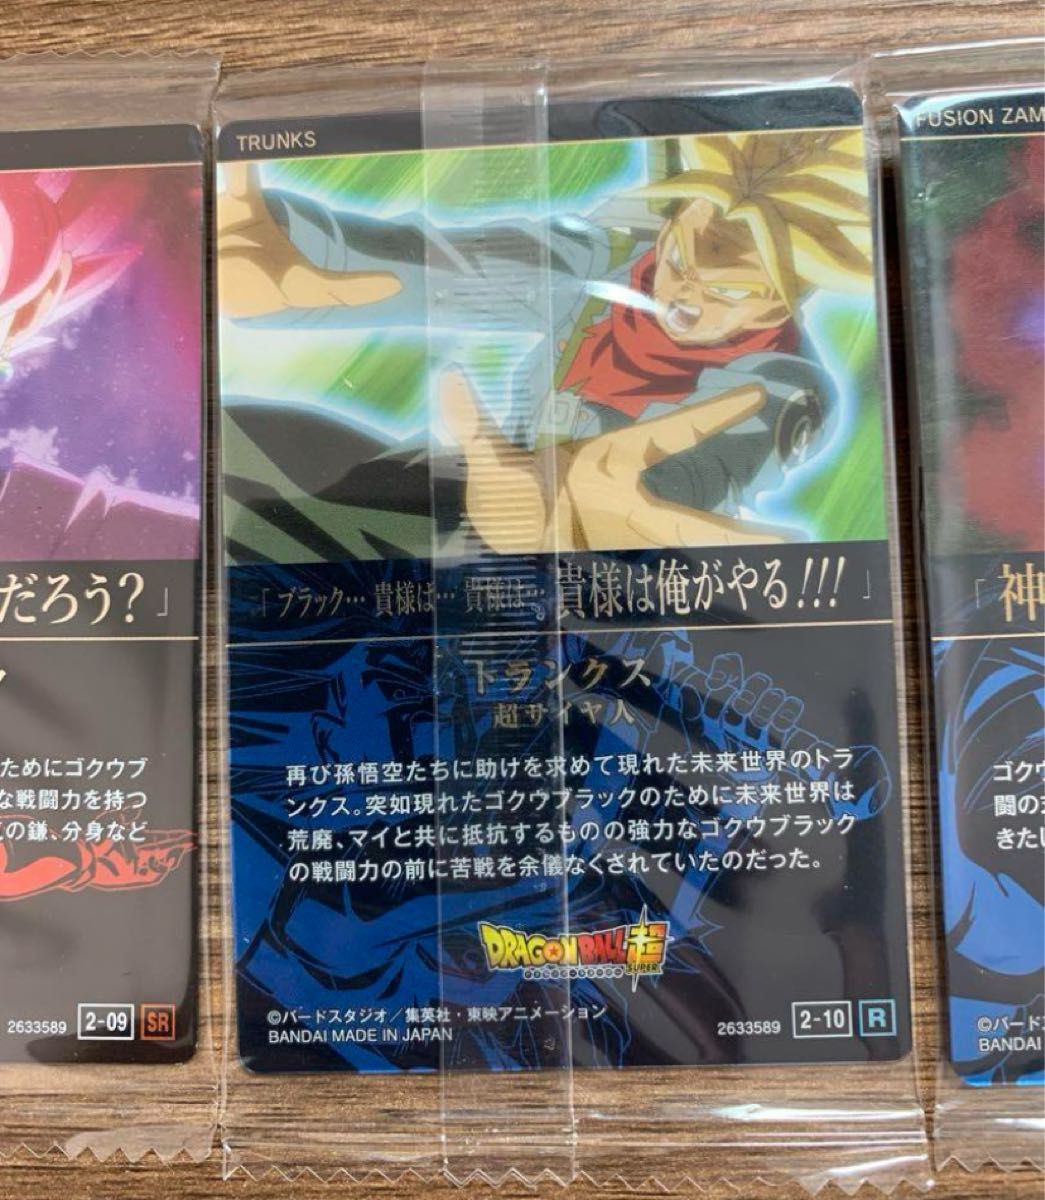 だろう?」
ためにゴクウブ
な戦闘力を持つ
の鎌、分身など
2633589 2-09 SR
TRUNKS
「ブラック… 貴様は… 貴様は… 貴様は俺がやる!!!」
トランクス
超サイヤ人
再び孫悟空たちに助けを求めて現れた未来世界のトラ
ンクス。突如現れたゴクウブラックのために未来世界は
荒廃、マイと共に抵抗するものの強力なゴクウブラック
の戦闘力の前に苦戦を余儀なくされていたのだった。
DRAGON BALL超
SUPER
©バードスタジオ/集英社・東映アニメーション
BANDAI MADE IN JAPAN
2633589 2-10 R
FUSION ZAM
「神
ゴクウ
闘の
きたい
©バード
BANDAI